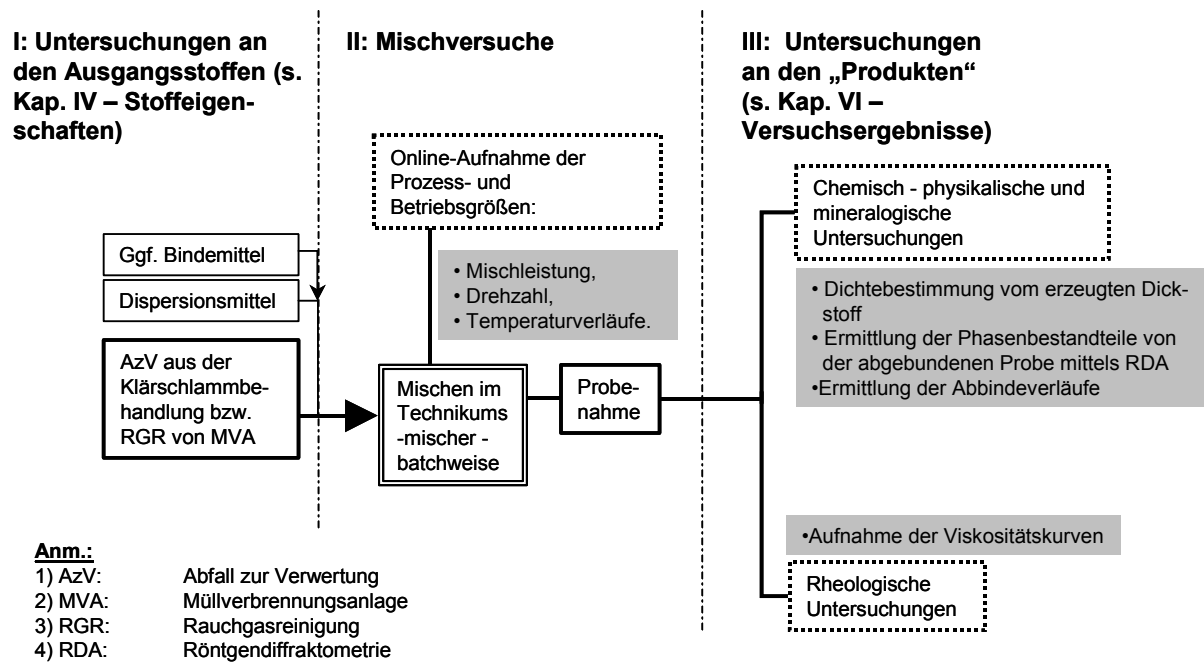 I: Untersuchungen an
den Ausgangsstoffen (s.
Kap. IV – Stoffeigen-
schaften)
Ggf. Bindemittel
Dispersionsmittel
AzV aus der
Klärschlammbe-
handlung bzw.
RGR von MVA
II: Mischversuche
Online-Aufnahme der
Prozess- und
Betriebsgrößen:
• Mischleistung,
• Drehzahl,
• Temperaturverläufe.
Mischen im
Technikums
-mischer -
batchweise
Probe-
nahme
III: Untersuchungen
an den „Produkten“
(s. Kap. VI –
Versuchsergebnisse)
Chemisch - physikalische und
mineralogische
Untersuchungen
• Dichtebestimmung vom erzeugten Dick-
stoff
• Ermittlung der Phasenbestandteile von
der abgebundenen Probe mittels RDA
•Ermittlung der Abbindeverläufe
•Aufnahme der Viskositätskurven
Rheologische
Untersuchungen
Anm.:
1) AzV: Abfall zur Verwertung
2) MVA: Müllverbrennungsanlage
3) RGR: Rauchgasreinigung
4) RDA: Röntgendiffraktometrie